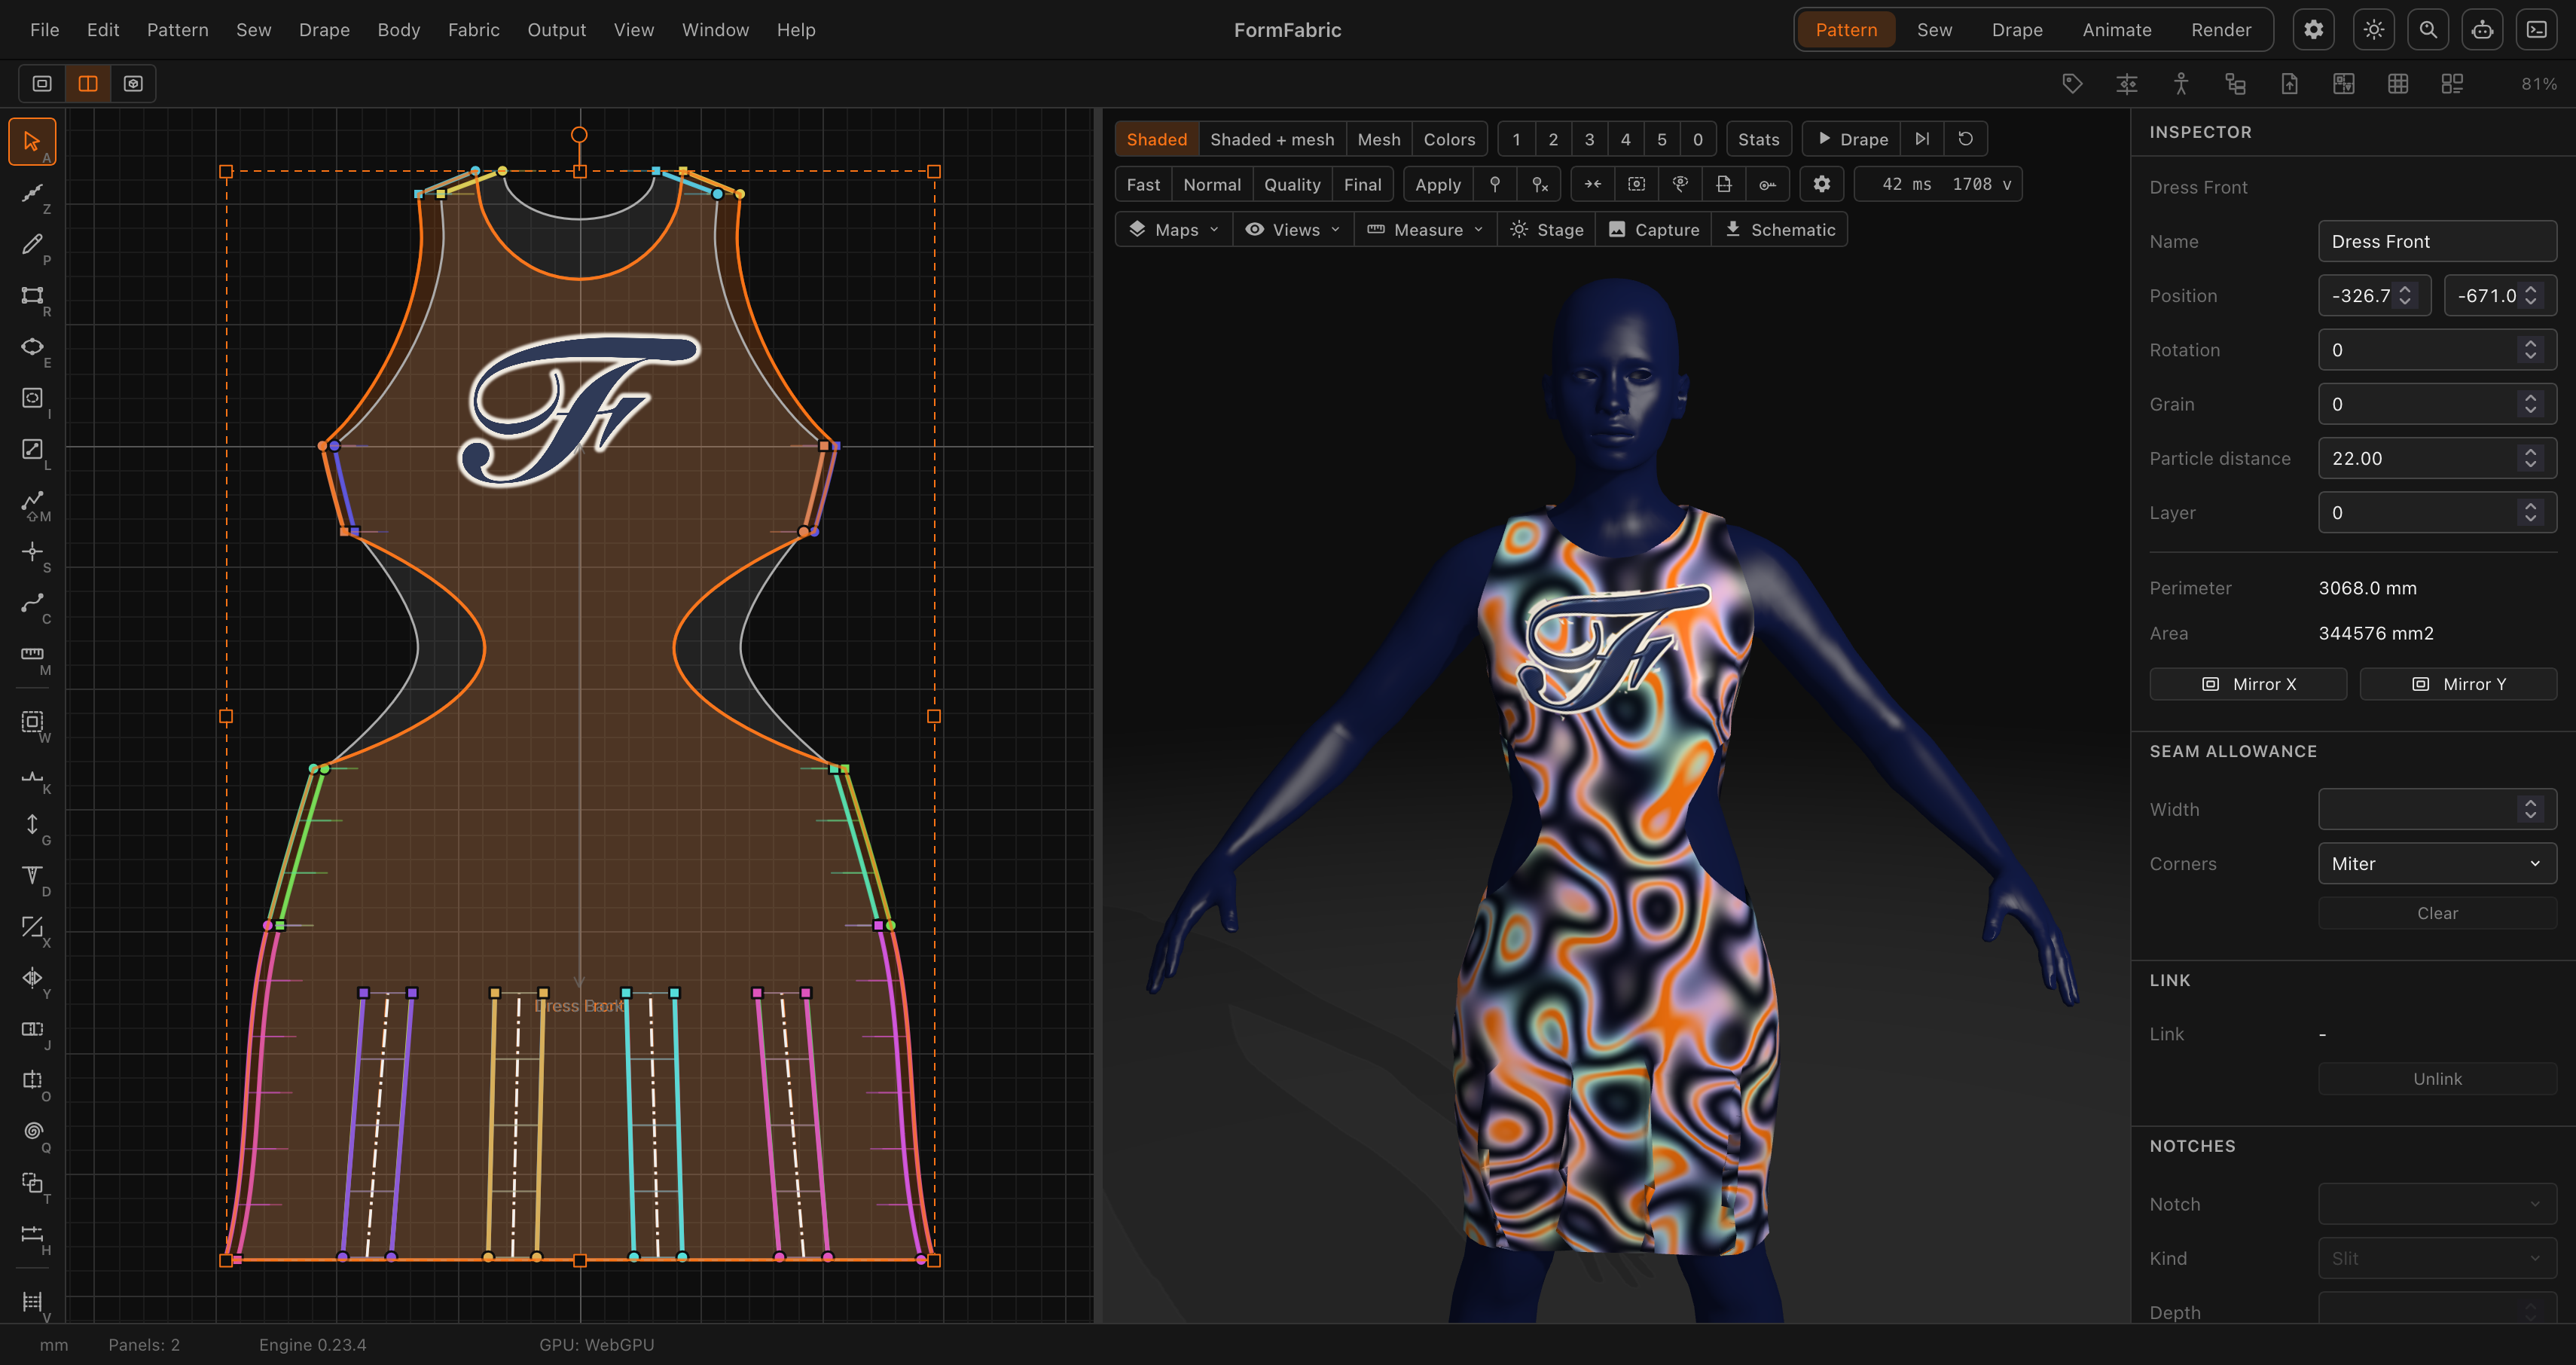 File Edit Pattern Sew Drape Body Fabric Output View Window Help FormFabric Pattern Sew Drape Animate Render
81%
A
Z
P
R
E
I
L
M
S
C
M
W
K
G
D
X
Y
J
O
Q
T
H
V
F
Shaded Shaded + mesh Mesh Colors 1 2 3 4 5 0 Stats Drape
Fast Normal Quality Final Apply 42 ms 1708 v
Maps Views Measure Stage Capture Schematic
F
INSPECTOR
Dress Front
Name Dress Front
Position -326.7 -671.0
Rotation 0
Grain 0
Particle distance 22.00
Layer 0
Perimeter 3068.0 mm
Area 344576 mm2
Mirror X Mirror Y
SEAM ALLOWANCE
Width
Corners Miter
Clear
LINK
Link -
Unlink
NOTCHES
Notch
Kind Slit
Depth
mm Panels: 2 Engine 0.23.4 GPU: WebGPU